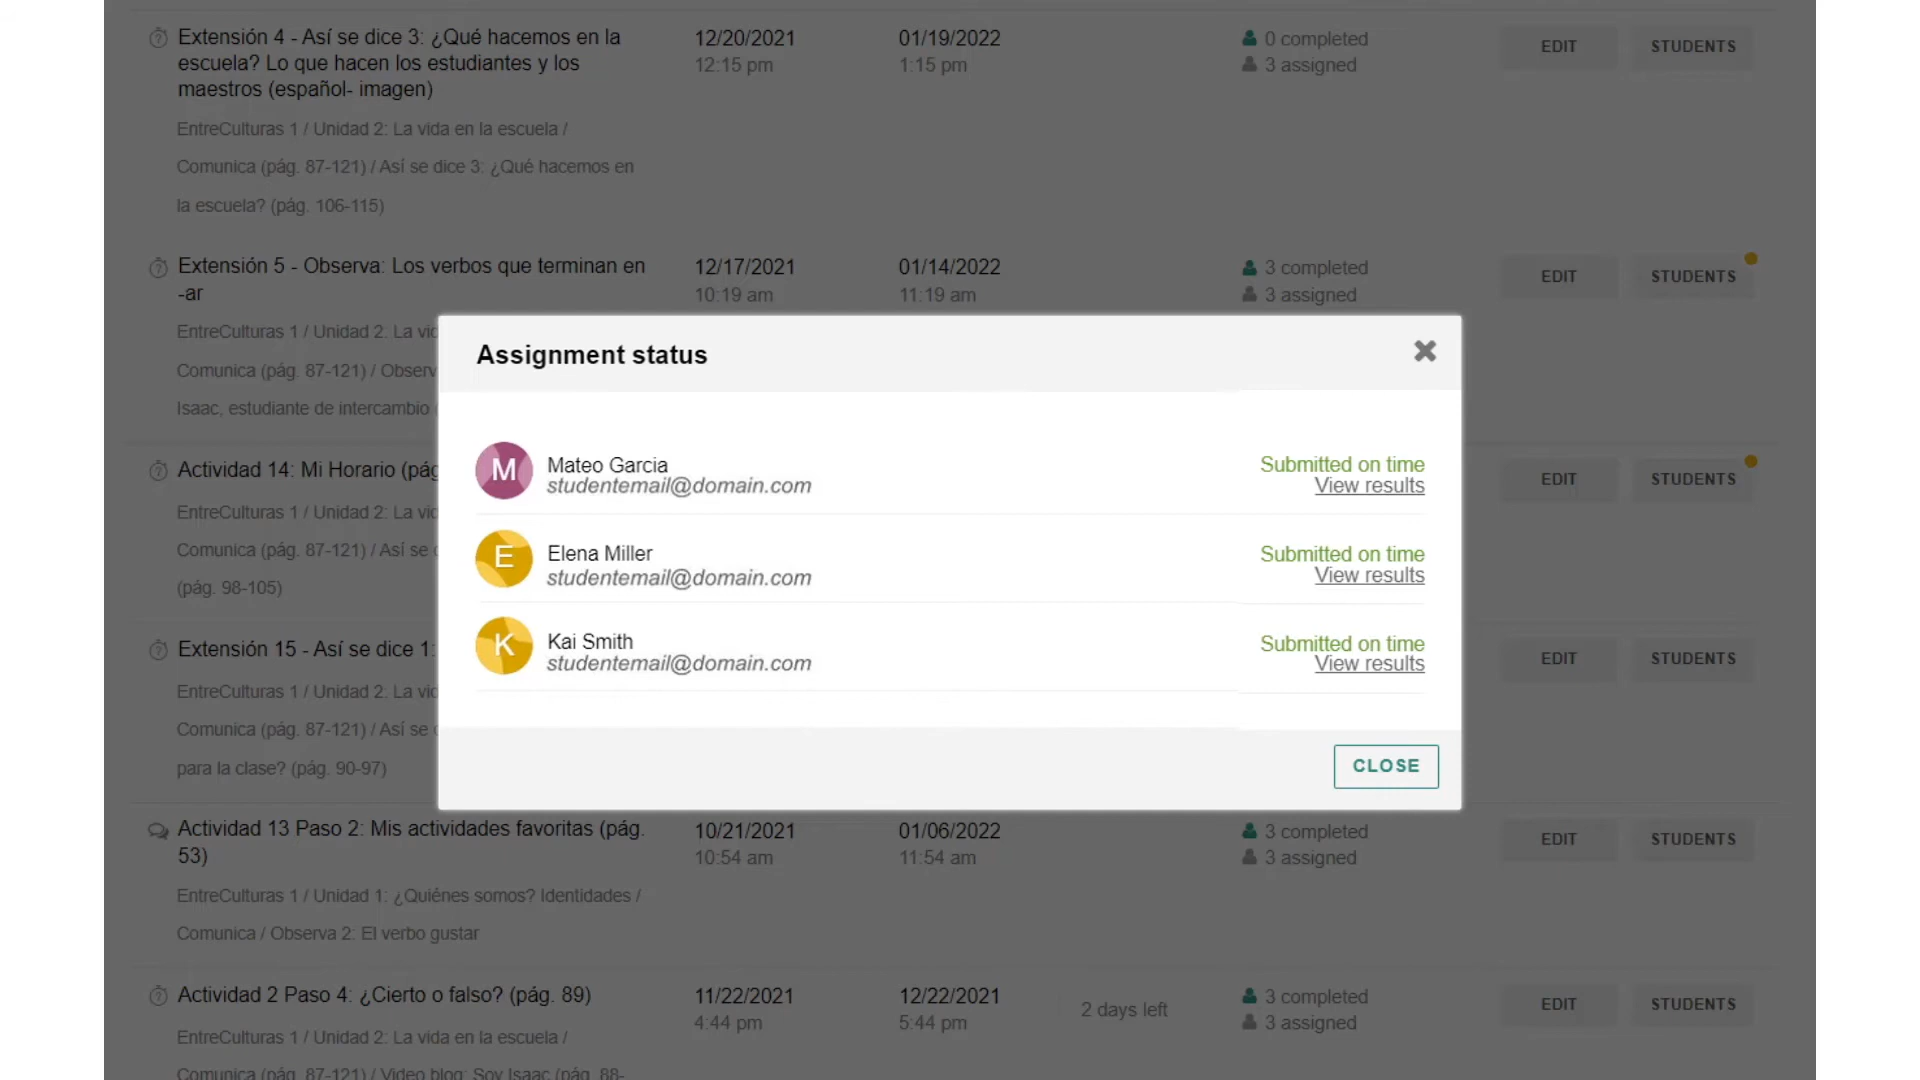 Extensión 4 - Así se dice 3: ¿Qué hacemos en la
escuela? Lo que hacen los estudiantes y los
maestros (español- imagen)
EntreCulturas 1 / Unidad 2: La vida en la escuela /
Comunica (pág. 87-121) / Así se dice 3: ¿Qué hacemos en
la escuela? (pág. 106-115)
12/20/2021
12:15 pm
01/19/2022
1:15 pm
0 completed
3 assigned
EDIT
STUDENTS
Extensión 5 - Observa: Los verbos que terminan en
-ar
EntreCulturas 1 / Unidad 2: La vid
Comunica (pág. 87-121) / Observ
Isaac, estudiante de intercambio
12/17/2021
10:19 am
01/14/2022
11:19 am
3 completed
3 assigned
EDIT
STUDENTS
Assignment status
M
Mateo Garcia
studentemail@domain.com
Submitted on time
View results
E
Elena Miller
studentemail@domain.com
Submitted on time
View results
K
Kai Smith
studentemail@domain.com
Submitted on time
View results
CLOSE
Actividad 14: Mi Horario (pág
EntreCulturas 1 / Unidad 2: La vid
Comunica (pág. 87-121) / Así se
(pág. 98-105)
EDIT
STUDENTS
Extensión 15 - Así se dice 1:
EntreCulturas 1 / Unidad 2: La vid
Comunica (pág. 87-121) / Así se
para la clase? (pág. 90-97)
EDIT
STUDENTS
Actividad 13 Paso 2: Mis actividades favoritas (pág.
53)
EntreCulturas 1 / Unidad 1: ¿Quiénes somos? Identidades /
Comunica / Observa 2: El verbo gustar
10/21/2021
10:54 am
01/06/2022
11:54 am
3 completed
3 assigned
EDIT
STUDENTS
Actividad 2 Paso 4: ¿Cierto o falso? (pág. 89)
EntreCulturas 1 / Unidad 2: La vida en la escuela /
Comunica (pág. 87-121) / Video blog: Soy Isaac (pág. 88-
11/22/2021
4:44 pm
12/22/2021
5:44 pm
2 days left
3 completed
3 assigned
EDIT
STUDENTS